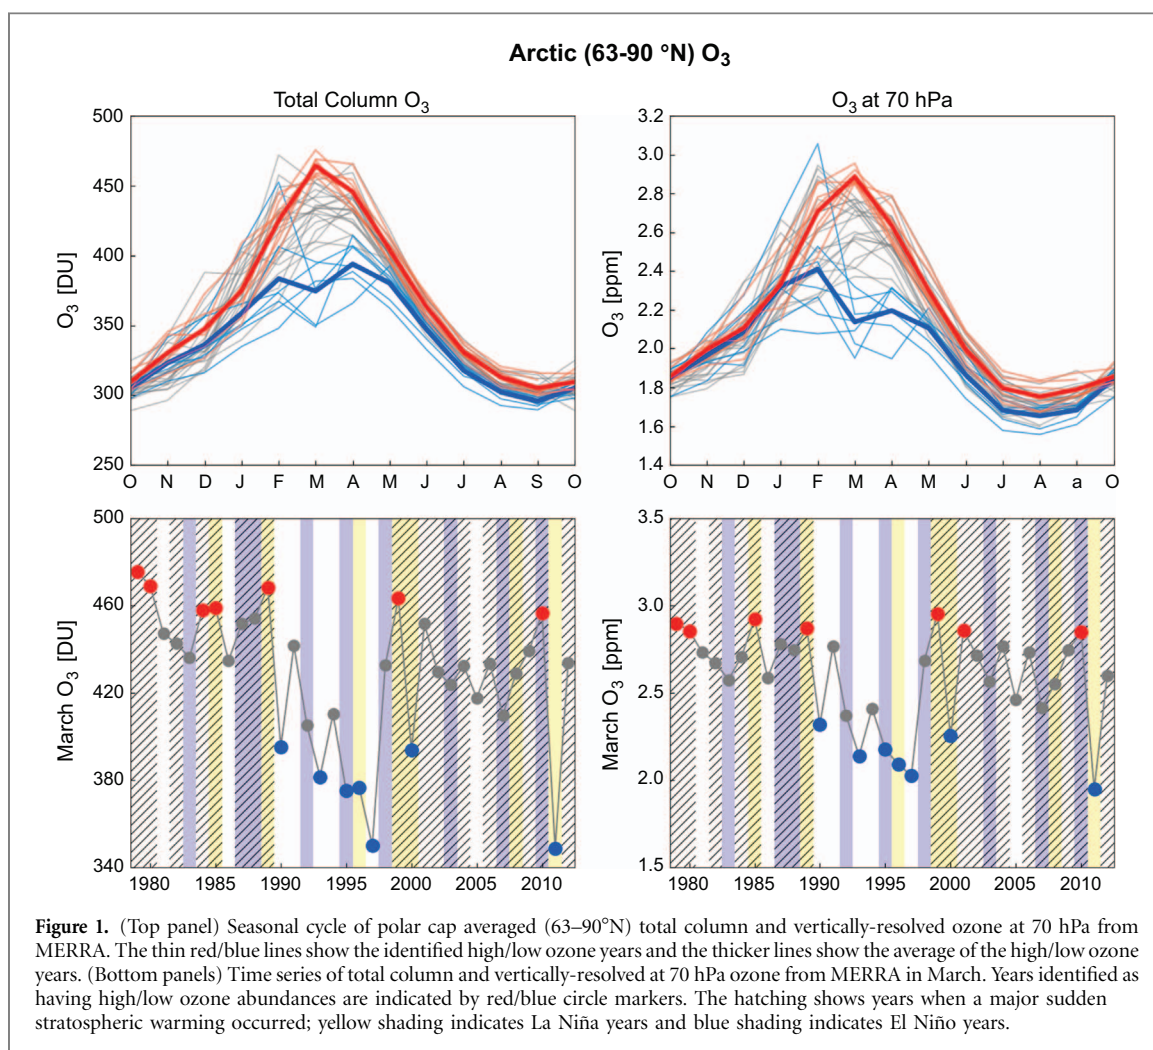 Arctic (63-90 °N) O3
Total Column O3
O3 at 70 hPa
O3 [DU]
500
450
400
350
300
250
O N D J F M A M J J A S O
O3 [ppm]
3.2
3.0
2.8
2.6
2.4
2.2
2.0
1.8
1.6
1.4
O N D J F M A M J J A a O
March O3 [DU]
500
460
420
380
340
1980 1985 1990 1995 2000 2005 2010
March O3 [ppm]
3.5
3.0
2.5
2.0
1.5
1980 1985 1990 1995 2000 2005 2010
Figure 1. (Top panel) Seasonal cycle of polar cap averaged (63–90°N) total column and vertically-resolved ozone at 70 hPa from
MERRA. The thin red/blue lines show the identified high/low ozone years and the thicker lines show the average of the high/low ozone
years. (Bottom panels) Time series of total column and vertically-resolved at 70 hPa ozone from MERRA in March. Years identified as
having high/low ozone abundances are indicated by red/blue circle markers. The hatching shows years when a major sudden
stratospheric warming occurred; yellow shading indicates La Niña years and blue shading indicates El Niño years.